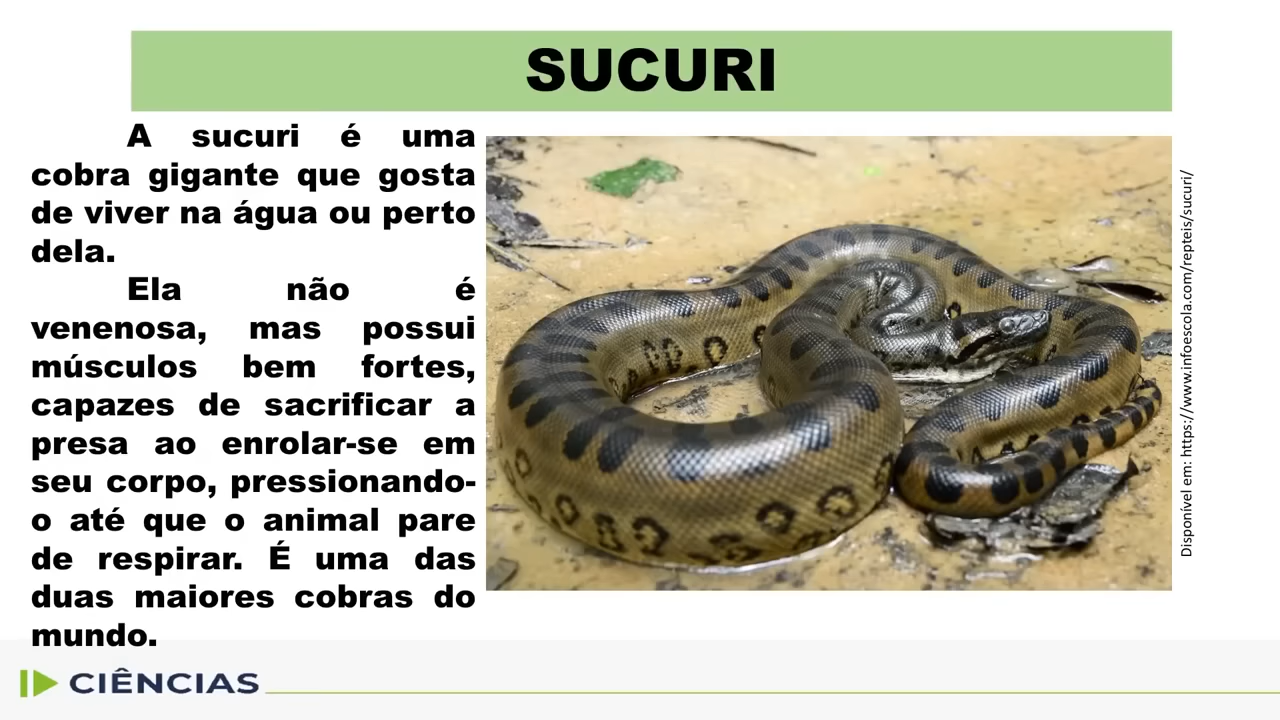 SUCURI
A sucuri é uma
cobra gigante que gosta
de viver na água ou perto
dela.
Ela não é
venenosa, mas possui
músculos bem fortes,
capazes de sacrificar a
presa ao enrolar-se em
seu corpo, pressionando-
o até que o animal pare
de respirar. É uma das
duas maiores cobras do
mundo.
Disponível em: https://www.infoescola.com/repteis/sucuri/
CIÊNCIAS